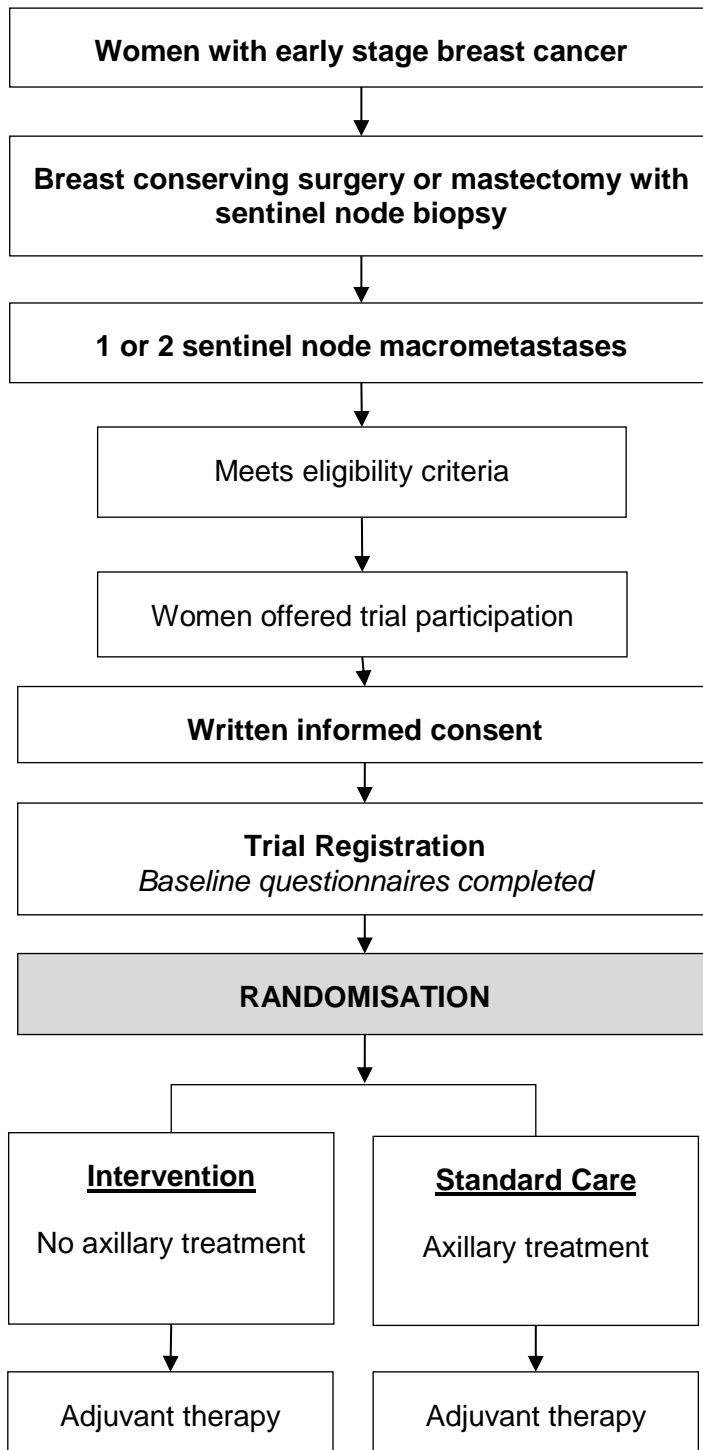 Women with early stage breast cancer
Breast conserving surgery or mastectomy with
sentinel node biopsy
1 or 2 sentinel node macrometastases
Meets eligibility criteria
Women offered trial participation
Written informed consent
Trial Registration
Baseline questionnaires completed
RANDOMISATION
Intervention
No axillary treatment
Standard Care
Axillary treatment
Adjuvant therapy
Adjuvant therapy